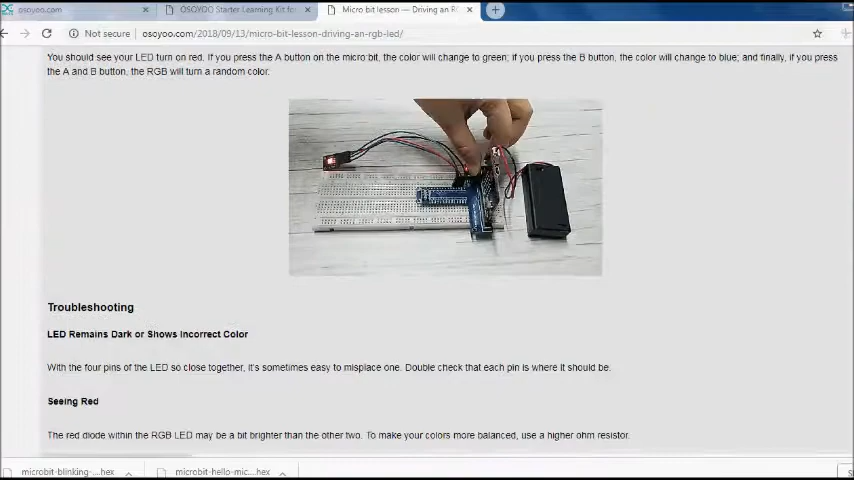 osoyoo.com
OSOYOO Starter Learning Kit for
Micro bit lesson — Driving an R
Not secure
osoyoo.com/2018/09/13/micro-bit-lesson-driving-an-rgb-led/
You should see your LED turn on red. If you press the A button on the micro:bit, the color will change to green; if you press the B button, the color will change to blue; and finally, if you press
the A and B button, the RGB will turn a random color.
Troubleshooting
LED Remains Dark or Shows Incorrect Color
With the four pins of the LED so close together, it's sometimes easy to misplace one. Double check that each pin is where it should be.
Seeing Red
The red diode within the RGB LED may be a bit brighter than the other two. To make your colors more balanced, use a higher ohm resistor.
microbit-blinking-....hex
microbit-hello-mic....hex